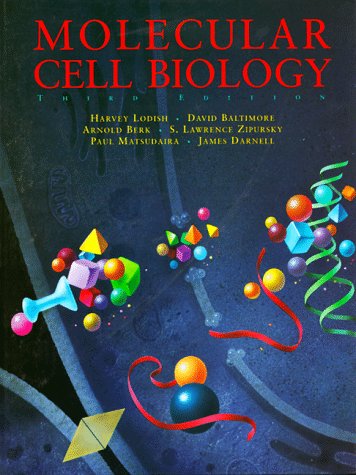 MOLECULAR
CELL BIOLOGY
THIRD EDITION
HARVEY LODISH · DAVID BALTIMORE
ARNOLD BERK · S. LAWRENCE ZIPURSKY
PAUL MATSUDAIRA · JAMES DARNELL